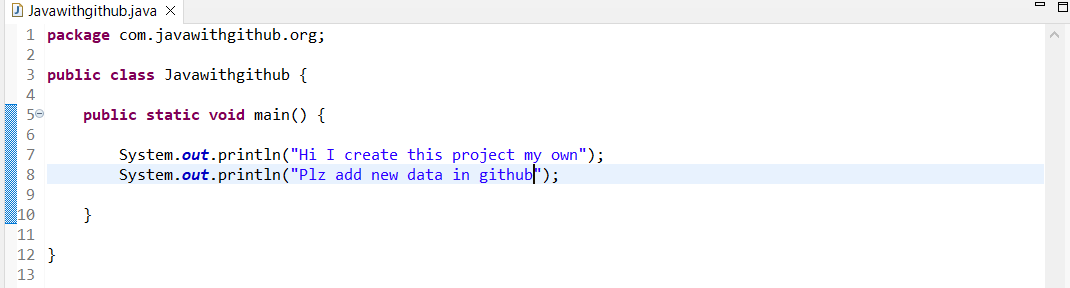 Javawithgithub.java
1 package com.javawithgithub.org;
2
3 public class Javawithgithub {
4
5 public static void main() {
6
7 System.out.println("Hi I create this project my own");
8 System.out.println("Plz add new data in github");
9
10 }
11
12 }
13